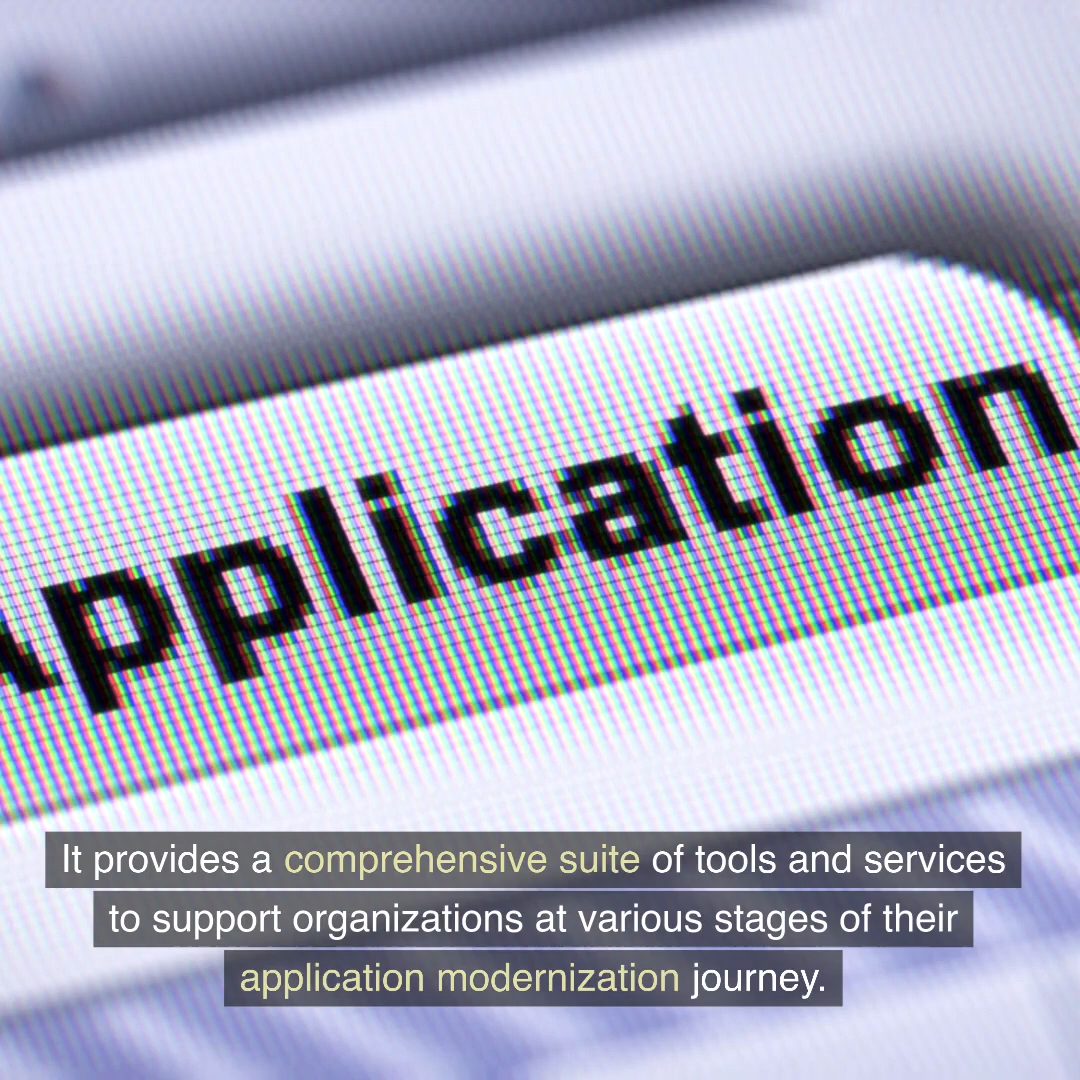 Application
It provides a comprehensive suite of tools and services
to support organizations at various stages of their
application modernization journey.